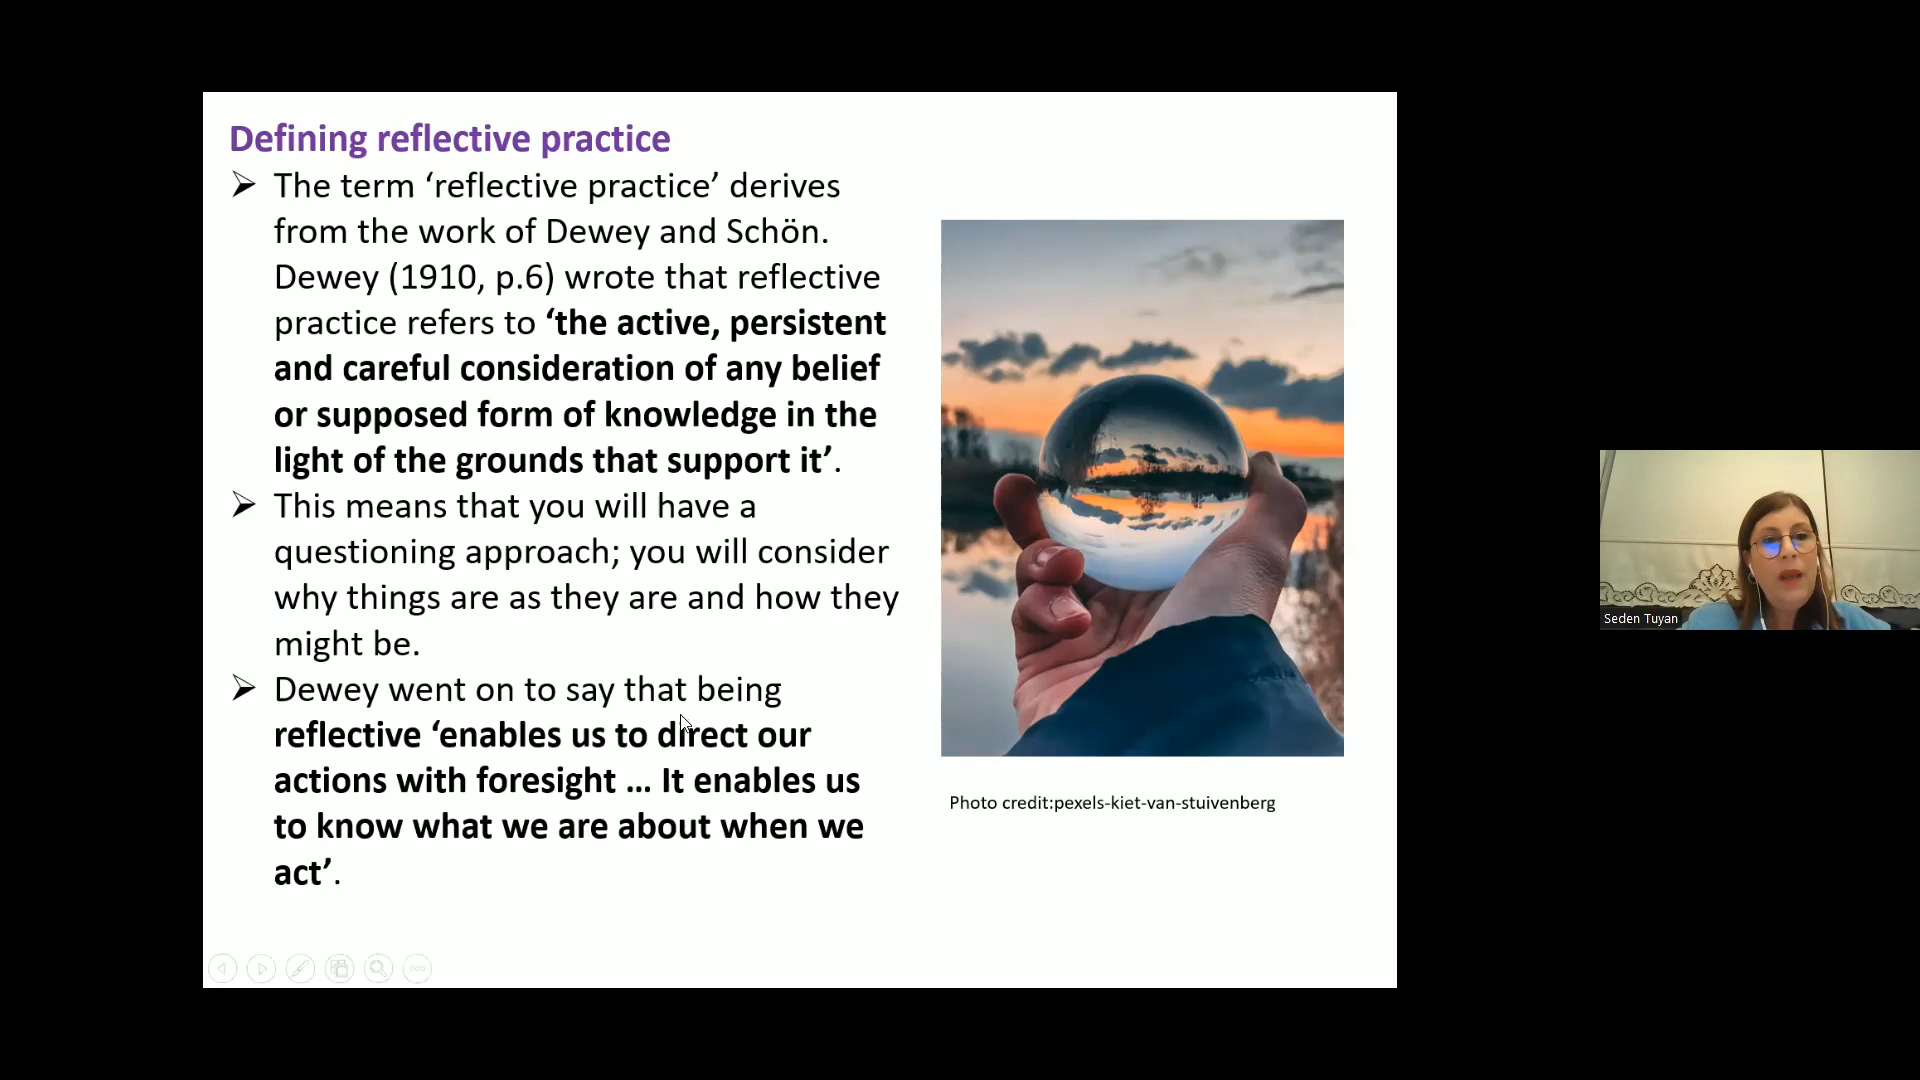 Defining reflective practice
➢ The term ‘reflective practice’ derives
from the work of Dewey and Schön.
Dewey (1910, p.6) wrote that reflective
practice refers to ‘the active, persistent
and careful consideration of any belief
or supposed form of knowledge in the
light of the grounds that support it’.
➢ This means that you will have a
questioning approach; you will consider
why things are as they are and how they
might be.
➢ Dewey went on to say that being
reflective ‘enables us to direct our
actions with foresight ... It enables us
to know what we are about when we
act’.
Photo credit:pexels-kiet-van-stuivenberg
Seden Tuyan